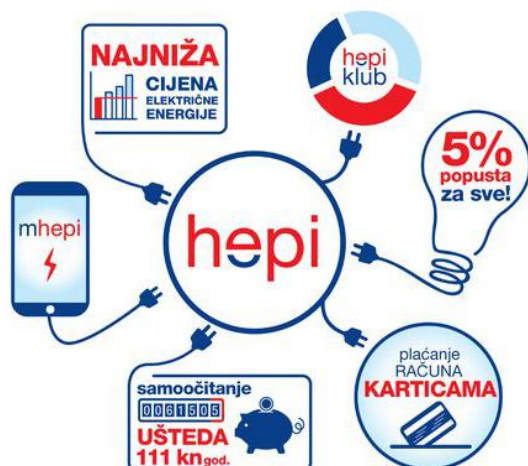 NAJNIŽA
CIJENA
ELEKTRIČNE
ENERGIJE
hepi
klub
5%
popusta
za sve!
mhepi
hepi
samoočitanje
0061505
UŠTEDA
111 kn god.
plaćanje
RAČUNA
KARTICAMA